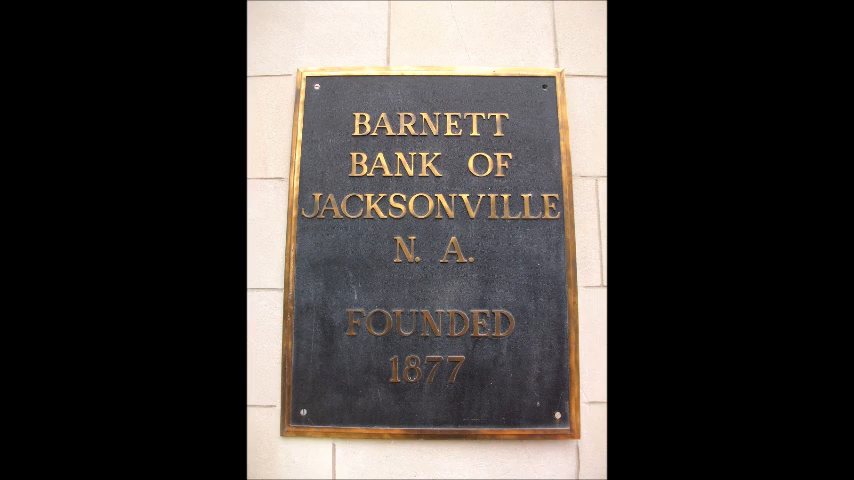 BARNETT
BANK OF
JACKSONVILLE
N. A.
FOUNDED
1877